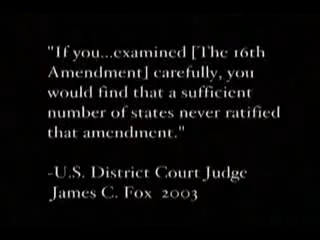 "If you...examined [The 16th
Amendment] carefully, you
would find that a sufficient
number of states never ratified
that amendment."
-U.S. District Court Judge
James C. Fox 2003